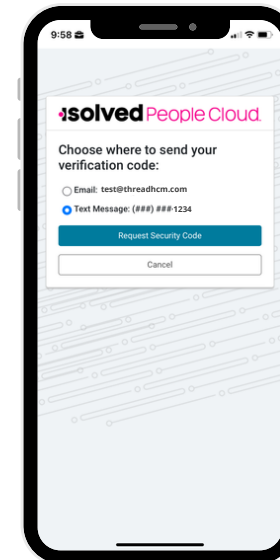 9:58
isolved People Cloud.
Choose where to send your
verification code:
Email: test@threadhcm.com
Text Message: (###) ###-1234
Request Security Code
Cancel